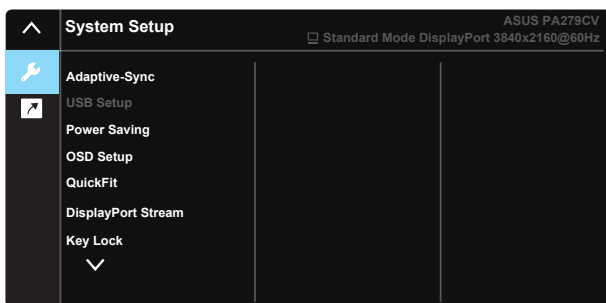 System Setup
ASUS PA279CV
Standard Mode DisplayPort 3840x2160@60Hz
Adaptive-Sync
USB Setup
Power Saving
OSD Setup
QuickFit
DisplayPort Stream
Key Lock